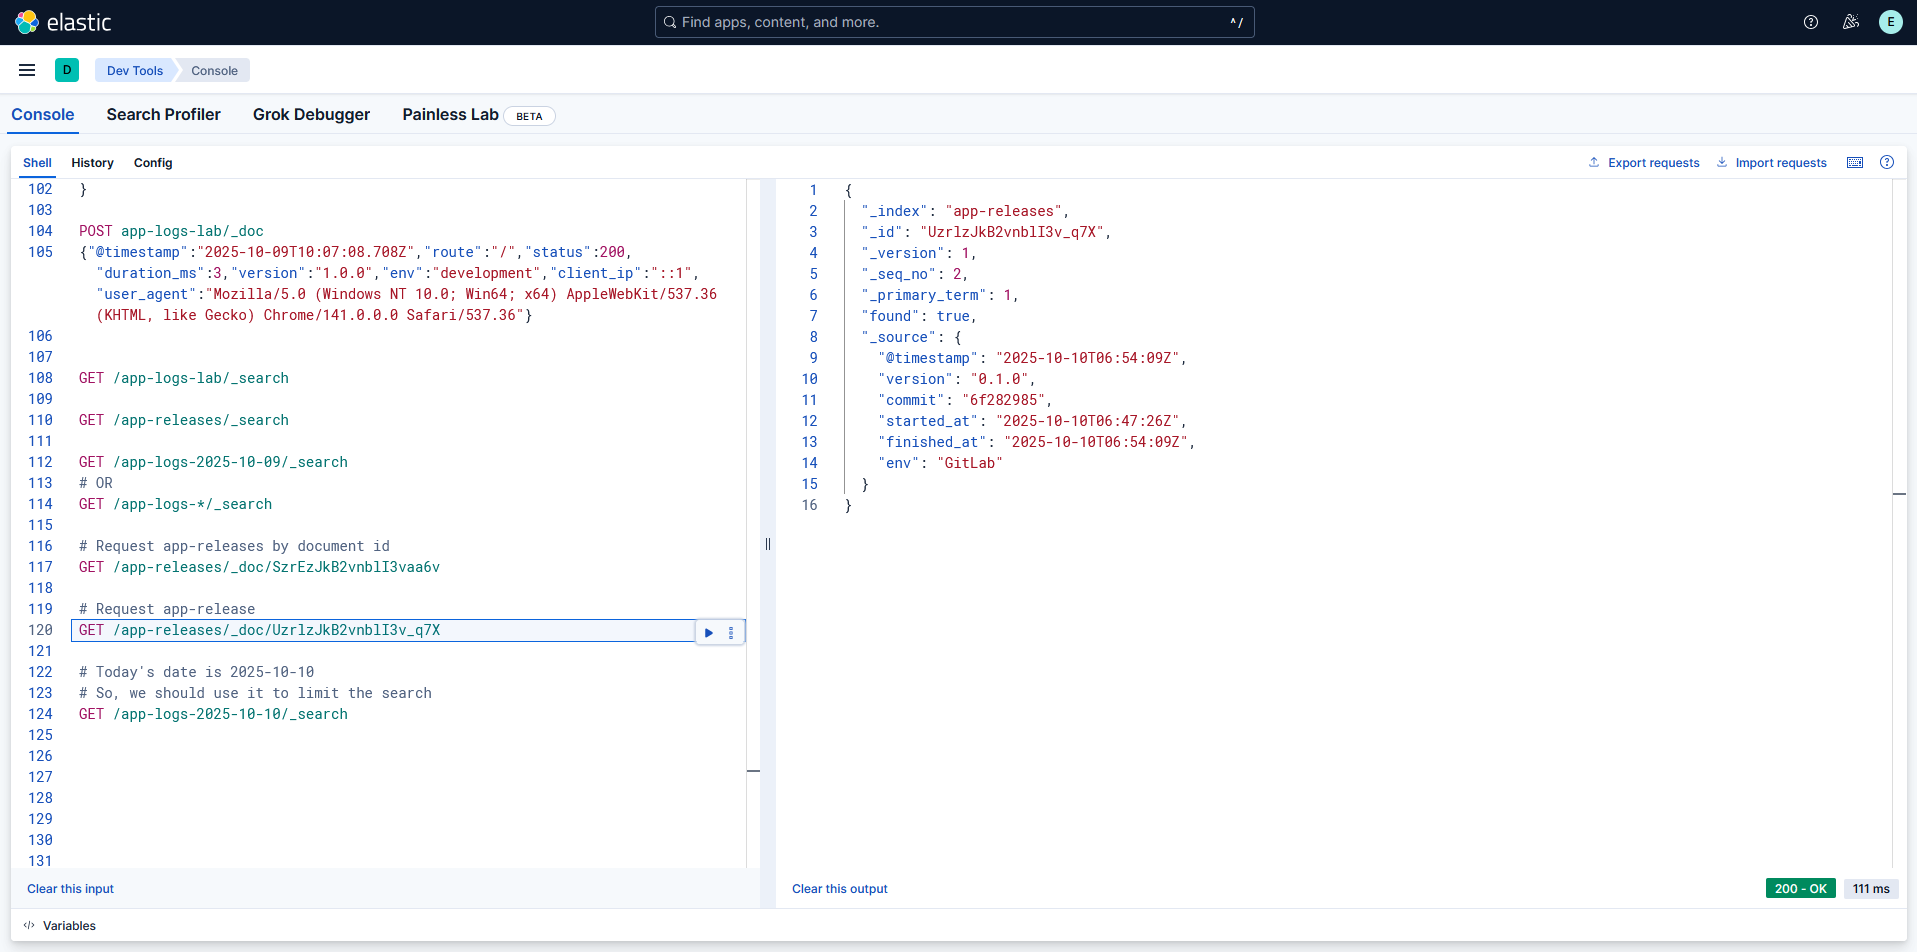 elastic
Find apps, content, and more.
^ /
E
D
Dev Tools
Console
Console
Search Profiler
Grok Debugger
Painless Lab
BETA
Shell
History
Config
Export requests
Import requests
102 }
103
104 POST app-logs-lab/_doc
105 {"@timestamp":"2025-10-09T10:07:08.708Z","route":"/","status":200,
"duration_ms":3,"version":"1.0.0","env":"development","client_ip":"::1",
"user_agent":"Mozilla/5.0 (Windows NT 10.0; Win64; x64) AppleWebKit/537.36
(KHTML, like Gecko) Chrome/141.0.0.0 Safari/537.36"}
106
107
108 GET /app-logs-lab/_search
109
110 GET /app-releases/_search
111
112 GET /app-logs-2025-10-09/_search
113 # OR
114 GET /app-logs-*/_search
115
116 # Request app-releases by document id
117 GET /app-releases/_doc/SzrEzJkB2vnblI3vaa6v
118
119 # Request app-release
120 GET /app-releases/_doc/UzrlzJkB2vnblI3v_q7X
121
122 # Today's date is 2025-10-10
123 # So, we should use it to limit the search
124 GET /app-logs-2025-10-10/_search
125
126
127
128
129
130
131
Clear this input
1 {
2 "_index": "app-releases",
3 "_id": "UzrlzJkB2vnblI3v_q7X",
4 "_version": 1,
5 "_seq_no": 2,
6 "_primary_term": 1,
7 "found": true,
8 "_source": {
9 "@timestamp": "2025-10-10T06:54:09Z",
10 "version": "0.1.0",
11 "commit": "6f282985",
12 "started_at": "2025-10-10T06:47:26Z",
13 "finished_at": "2025-10-10T06:54:09Z",
14 "env": "GitLab"
15 }
16 }
Clear this output
200 - OK
111 ms
Variables